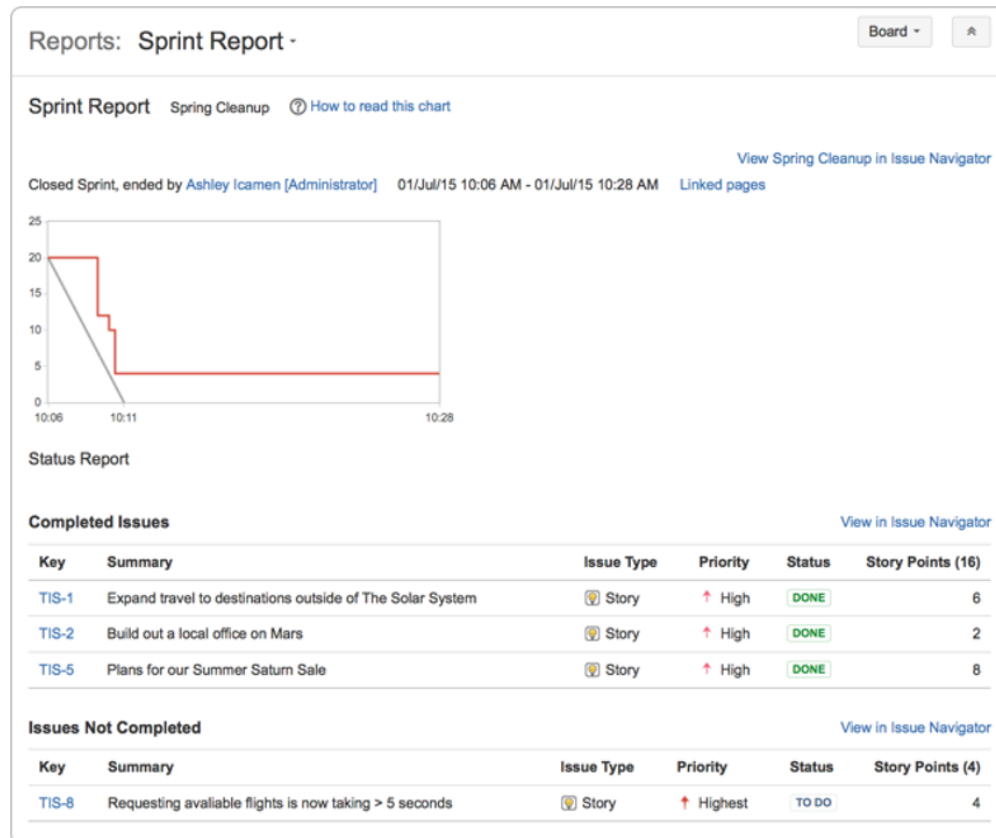 Reports: Sprint Report
Board
Sprint Report Spring Cleanup How to read this chart
View Spring Cleanup in Issue Navigator
Closed Sprint, ended by Ashley Icamen [Administrator] 01/Jul/15 10:06 AM - 01/Jul/15 10:28 AM Linked pages
25
20
15
10
5
0
10:06 10:11 10:28
Status Report
Completed Issues View in Issue Navigator
Key Summary Issue Type Priority Status Story Points (16)
TIS-1 Expand travel to destinations outside of The Solar System Story High DONE 6
TIS-2 Build out a local office on Mars Story High DONE 2
TIS-5 Plans for our Summer Saturn Sale Story High DONE 8
Issues Not Completed View in Issue Navigator
Key Summary Issue Type Priority Status Story Points (4)
TIS-8 Requesting avaliable flights is now taking > 5 seconds Story Highest TO DO 4